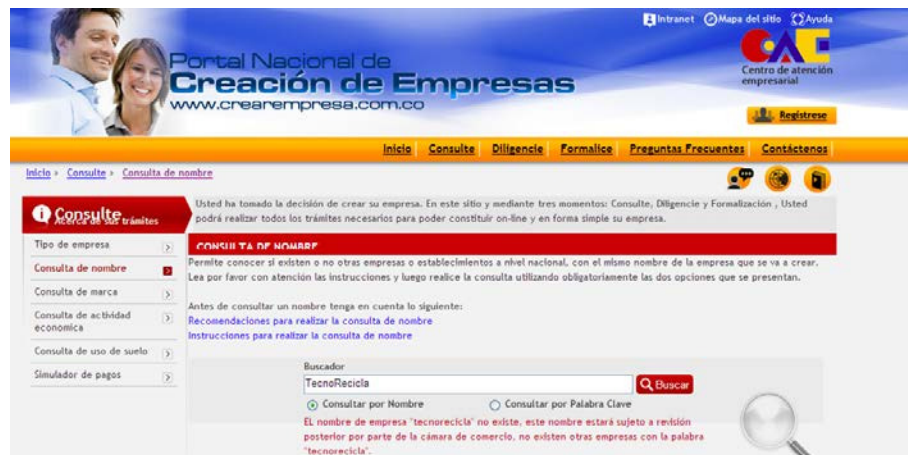 Intranet Mapa del sitio Ayuda
Portal Nacional de
Creación de Empresas
www.crearempresa.com.co
CAE
Centro de atención
empresarial
Regístrese
Inicio Consulte Diligencie Formalice Preguntas Frecuentes Contáctenos
Inicio » Consulte » Consulta de nombre
Consulte
Acerca de sus trámites
Tipo de empresa
Consulta de nombre
Consulta de marca
Consulta de actividad
economica
Consulta de uso de suelo
Simulador de pagos
Usted ha tomado la decisión de crear su empresa. En este sitio y mediante tres momentos: Consulte, Diligencie y Formalización , Usted
podrá realizar todos los trámites necesarios para poder constituir on-line y en forma simple su empresa.
CONSULTA DE NOMBRE
Permite conocer si existen o no otras empresas o establecimientos a nivel nacional, con el mismo nombre de la empresa que se va a crear.
Lea por favor con atención las instrucciones y luego realice la consulta utilizando obligatoriamente las dos opciones que se presentan.
Antes de consultar un nombre tenga en cuenta lo siguiente:
Recomendaciones para realizar la consulta de nombre
Instrucciones para realizar la consulta de nombre
Buscador
TecnoRecicla Buscar
Consultar por Nombre Consultar por Palabra Clave
EL nombre de empresa "tecnorecicla" no existe, este nombre estará sujeto a revisión
posterior por parte de la cámara de comercio, no existen otras empresas con la palabra
"tecnorecicla".